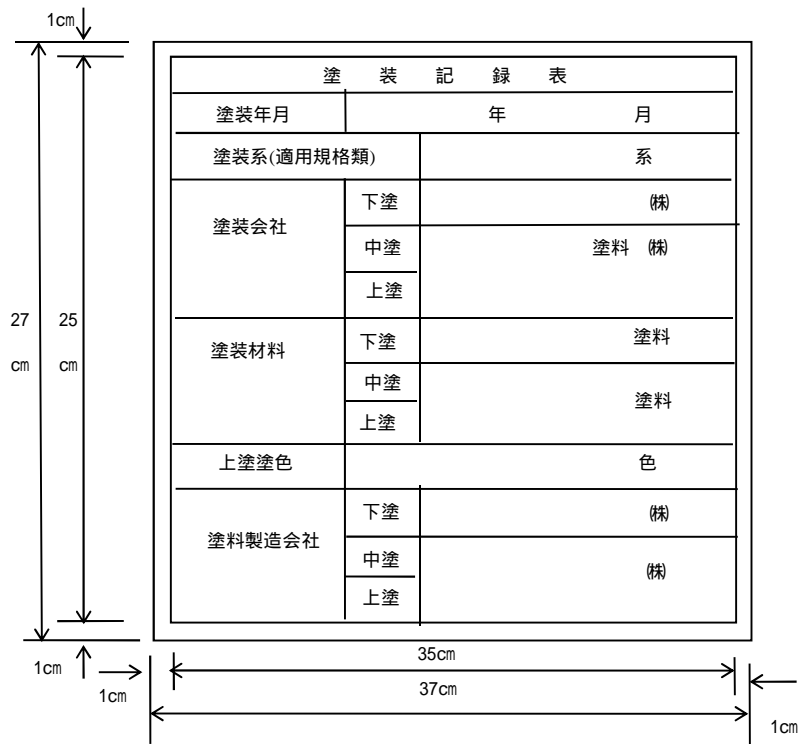 1㎝
塗 装 記 録 表
塗装年月 年 月
塗装系(適用規格類) 系
塗装会社 下塗 ㈱
中塗 塗料 ㈱
上塗
27 ㎝
25 ㎝
塗装材料 下塗 塗料
中塗 塗料
上塗
上塗塗色 色
塗料製造会社 下塗 ㈱
中塗 ㈱
上塗
1㎝
1㎝
35㎝
37㎝
1㎝